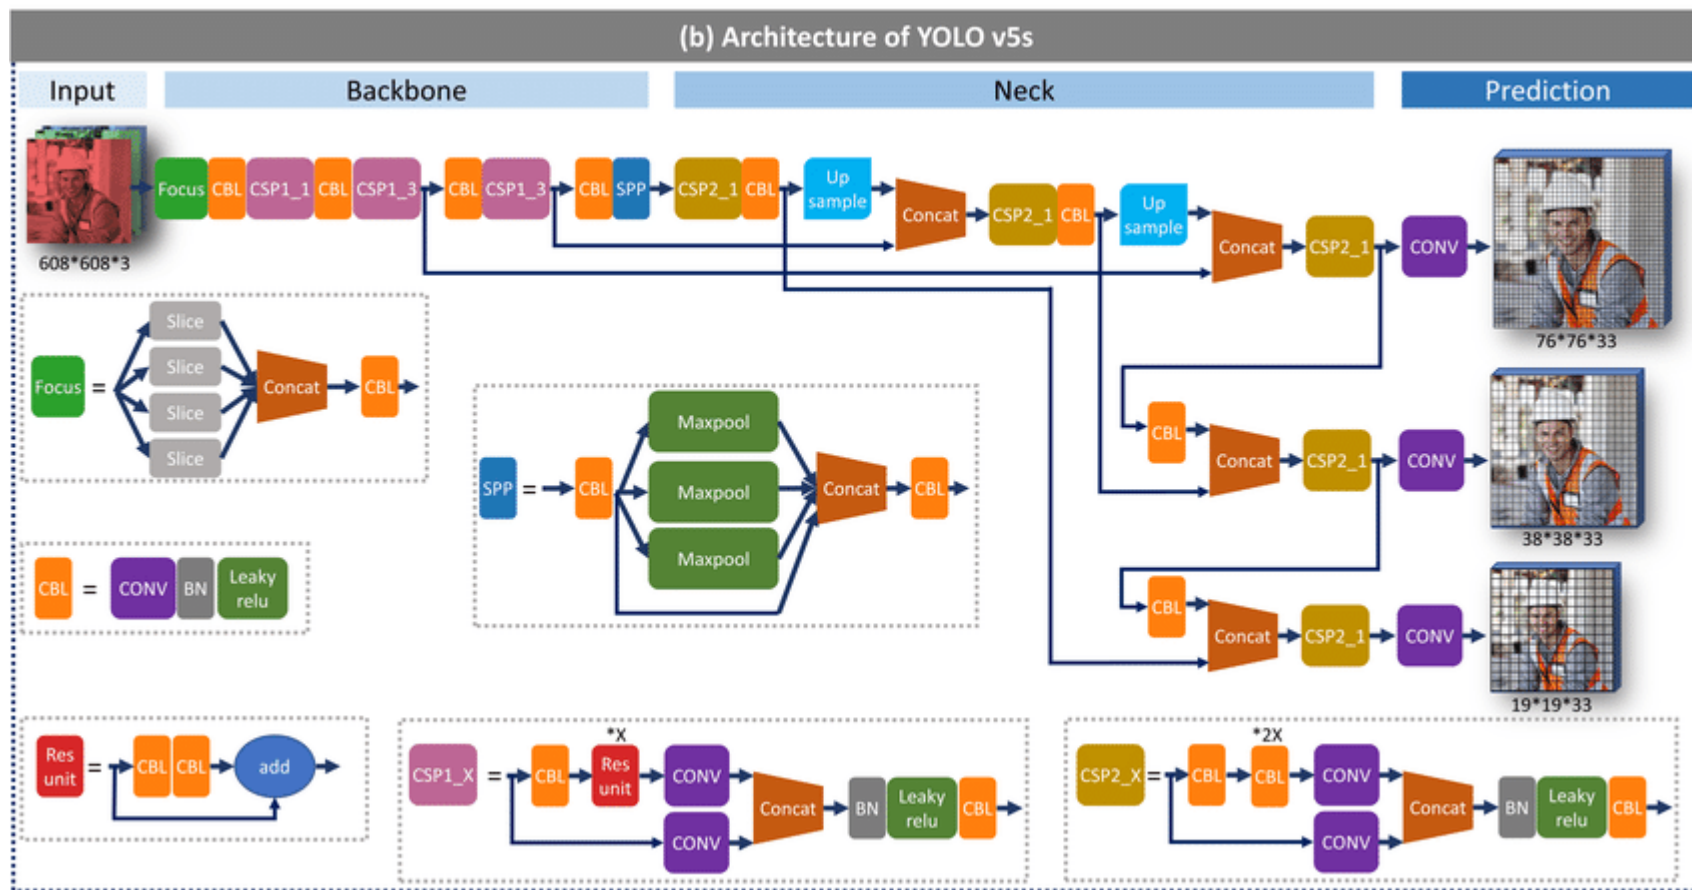 (b) Architecture of YOLO v5s
Input Backbone Neck Prediction
Focus CBL CSP1_1 CBL CSP1_3 CBL CSP1_3 CBL SPP CSP2_1 CBL Up sample Concat CSP2_1 CBL Up sample Concat CSP2_1 CONV
608*608*3
76*76*33
Focus = Slice Slice Slice Slice Concat CBL
SPP = CBL Maxpool Maxpool Maxpool Concat CBL
CBL Concat CSP2_1 CONV
38*38*33
CBL = CONV BN Leaky relu
CBL Concat CSP2_1 CONV
19*19*33
Res unit = CBL CBL add
*X
CSP1_X = CBL Res unit CONV CONV Concat BN Leaky relu CBL
*2X
CSP2_X = CBL CBL CONV CONV Concat BN Leaky relu CBL